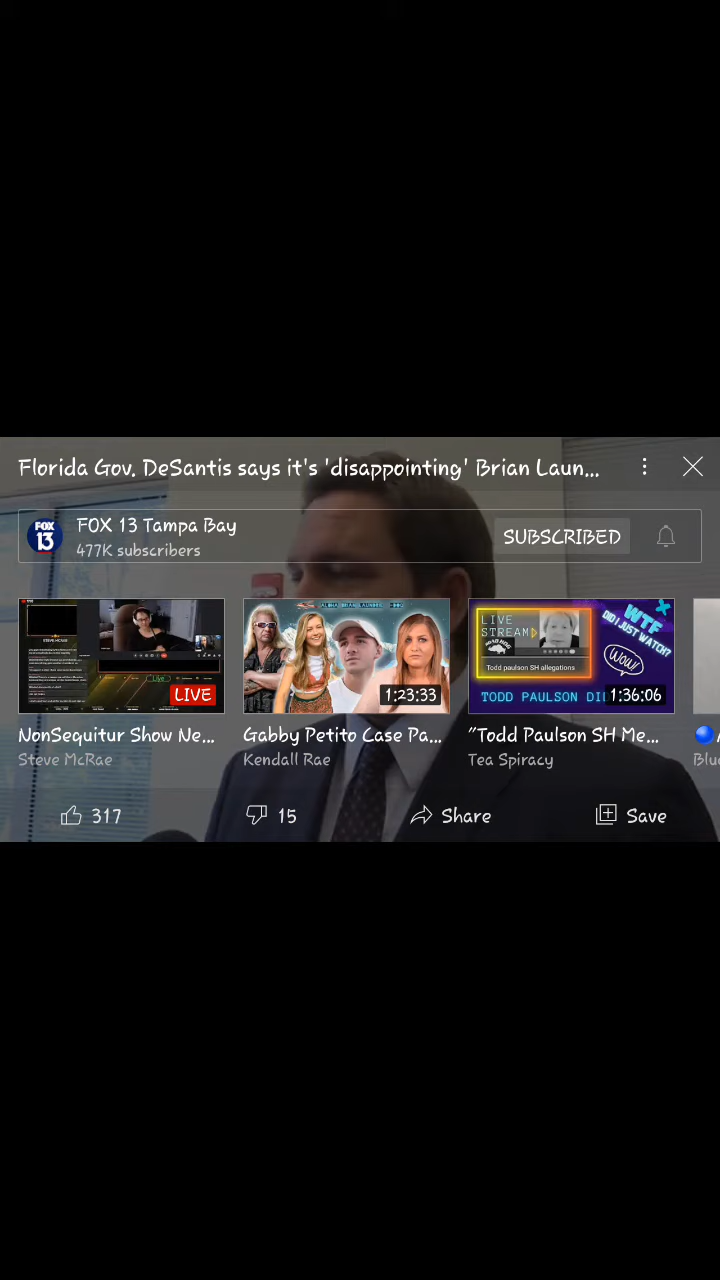 Florida Gov. DeSantis says it's 'disappointing' Brian Laun...
FOX 13
FOX 13 Tampa Bay
477K subscribers
SUBSCRIBED
LIVE
1:23:33
LIVE STREAM
Todd paulson SH allegations
WTF
DID I JUST WATCH?
WOW!
TODD PAULSON DI
1:36:06
NonSequitur Show Ne...
Steve McRae
Gabby Petito Case Pa...
Kendall Rae
"Todd Paulson SH Me...
Tea Spiracy
Blu
317
15
Share
Save